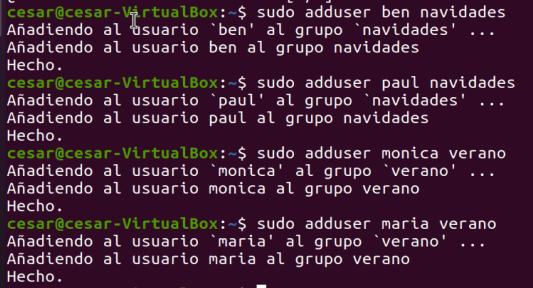 cesar@cesar-VirtualBox:~$ sudo adduser ben navidades
Añadiendo al usuario `ben' al grupo `navidades' ...
Añadiendo al usuario ben al grupo navidades
Hecho.
cesar@cesar-VirtualBox:~$ sudo adduser paul navidades
Añadiendo al usuario `paul' al grupo `navidades' ...
Añadiendo al usuario paul al grupo navidades
Hecho.
cesar@cesar-VirtualBox:~$ sudo adduser monica verano
Añadiendo al usuario `monica' al grupo `verano' ...
Añadiendo al usuario monica al grupo verano
Hecho.
cesar@cesar-VirtualBox:~$ sudo adduser maria verano
Añadiendo al usuario `maria' al grupo `verano' ...
Añadiendo al usuario maria al grupo verano
Hecho.